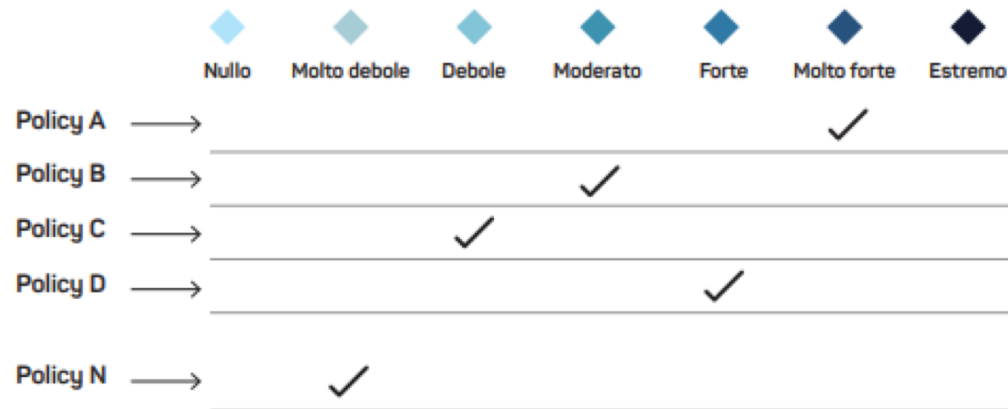 Nullo Molto debole Debole Moderato Forte Molto forte Estremo
Policy A
Policy B
Policy C
Policy D
Policy N